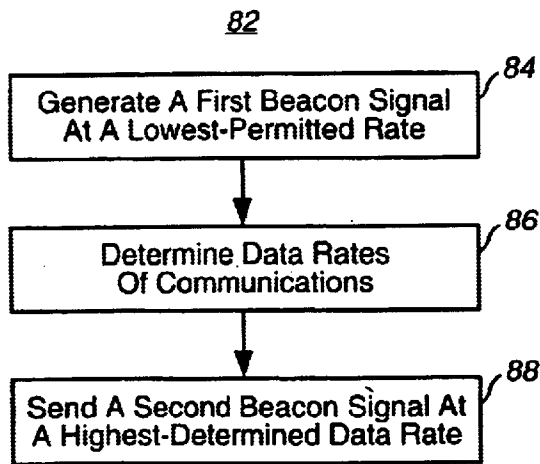 82
84
Generate A First Beacon Signal
At A Lowest-Permitted Rate
86
Determine Data Rates
Of Communications
88
Send A Second Beacon Signal At
A Highest-Determined Data Rate